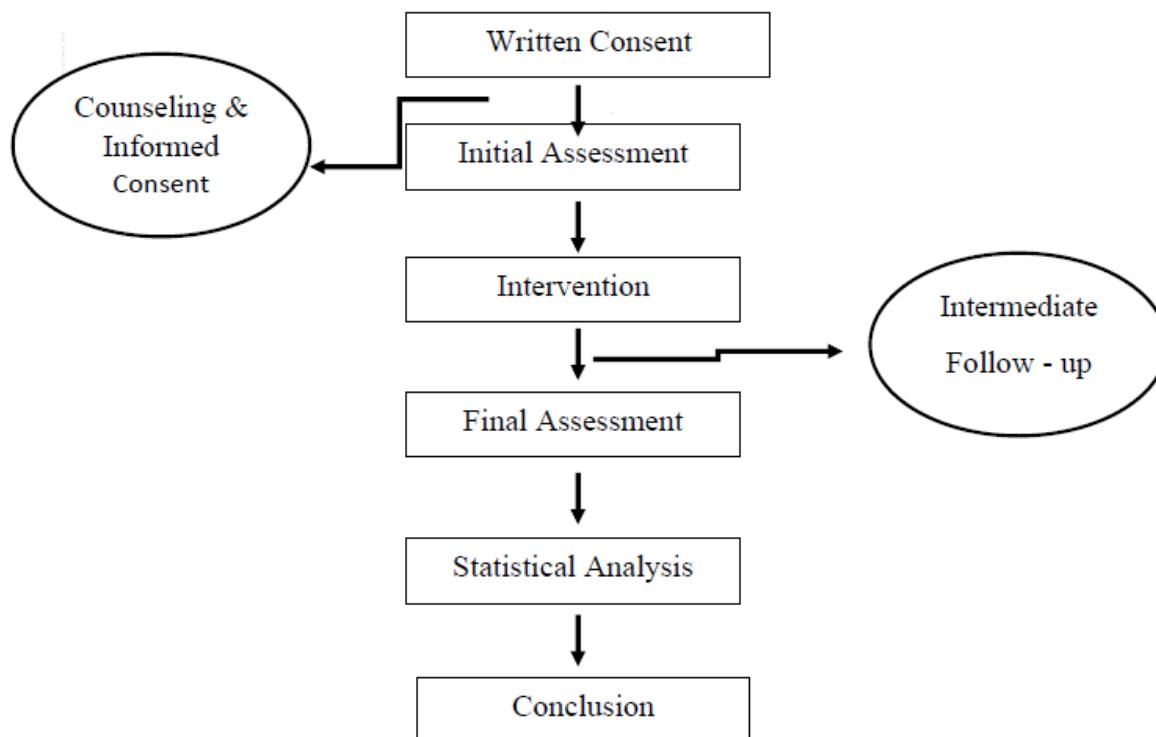 Written Consent
Counseling &
Informed
Consent
Initial Assessment
Intervention
Intermediate
Follow - up
Final Assessment
Statistical Analysis
Conclusion